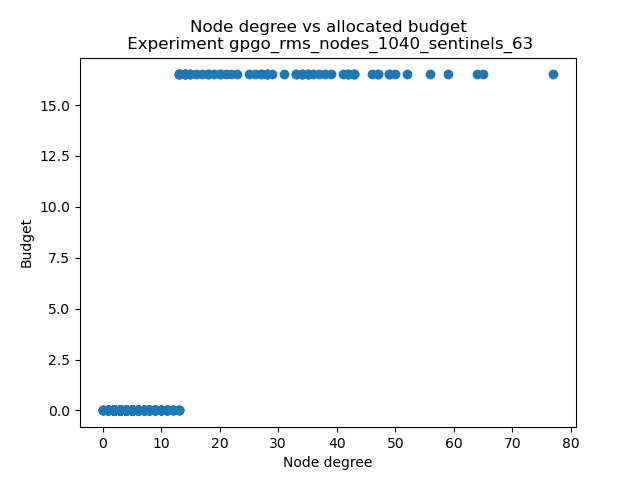 Node degree vs allocated budget
Experiment gpgo_rms_nodes_1040_sentinels_63
15.0
12.5
10.0
7.5
5.0
2.5
0.0
Budget
0 10 20 30 40 50 60 70 80
Node degree